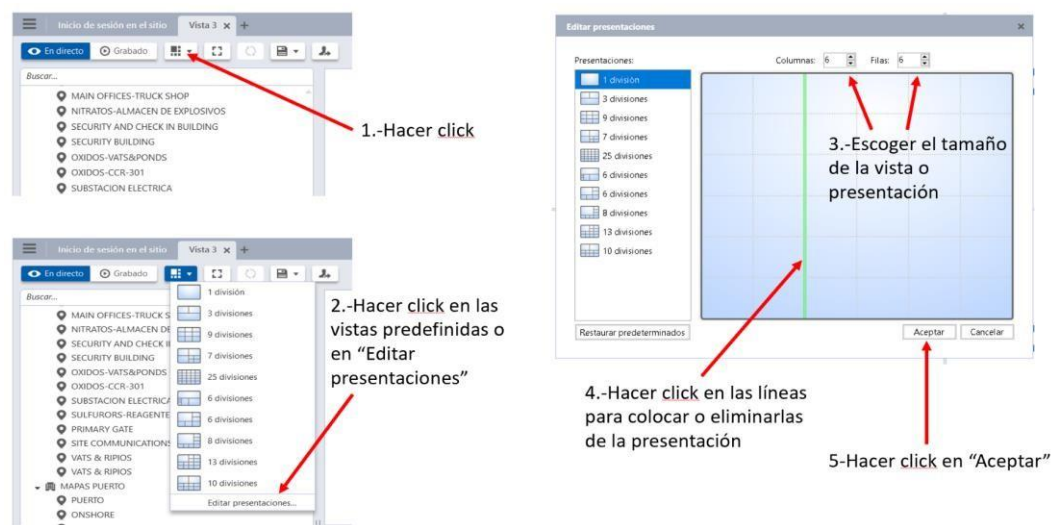 Inicio de sesión en el sitio
Vista 3 x +
En directo
Grabado
Buscar...
MAIN OFFICES-TRUCK SHOP
NITRATOS-ALMACEN DE EXPLOSIVOS
SECURITY AND CHECK IN BUILDING
SECURITY BUILDING
OXIDOS-VATS&PONDS
OXIDOS-CCR-301
SUBSTACION ELECTRICA
1.-Hacer click
Inicio de sesión en el sitio
Vista 3 x +
En directo
Grabado
Buscar...
MAIN OFFICES-TRUCK S
NITRATOS-ALMACEN DE
SECURITY AND CHECK I
SECURITY BUILDING
OXIDOS-VATS&PONDS
OXIDOS-CCR-301
SUBSTACION ELECTRICA
SULFURORS-REAGENTE
PRIMARY GATE
SITE COMMUNICATIONS
VATS & RIPIOS
VATS & RIPIOS
MAPAS PUERTO
PUERTO
ONSHORE
1 división
3 divisiones
9 divisiones
7 divisiones
25 divisiones
6 divisiones
6 divisiones
8 divisiones
13 divisiones
10 divisiones
Editar presentaciones...
2.-Hacer click en las
vistas predefinidas o
en “Editar
presentaciones”
Editar presentaciones
Presentaciones:
Columnas: 6
Filas: 6
1 división
3 divisiones
9 divisiones
7 divisiones
25 divisiones
6 divisiones
6 divisiones
8 divisiones
13 divisiones
10 divisiones
3.-Escoger el tamaño
de la vista o
presentación
Restaurar predeterminados
Aceptar
Cancelar
4.-Hacer click en las líneas
para colocar o eliminarlas
de la presentación
5-Hacer click en “Aceptar”